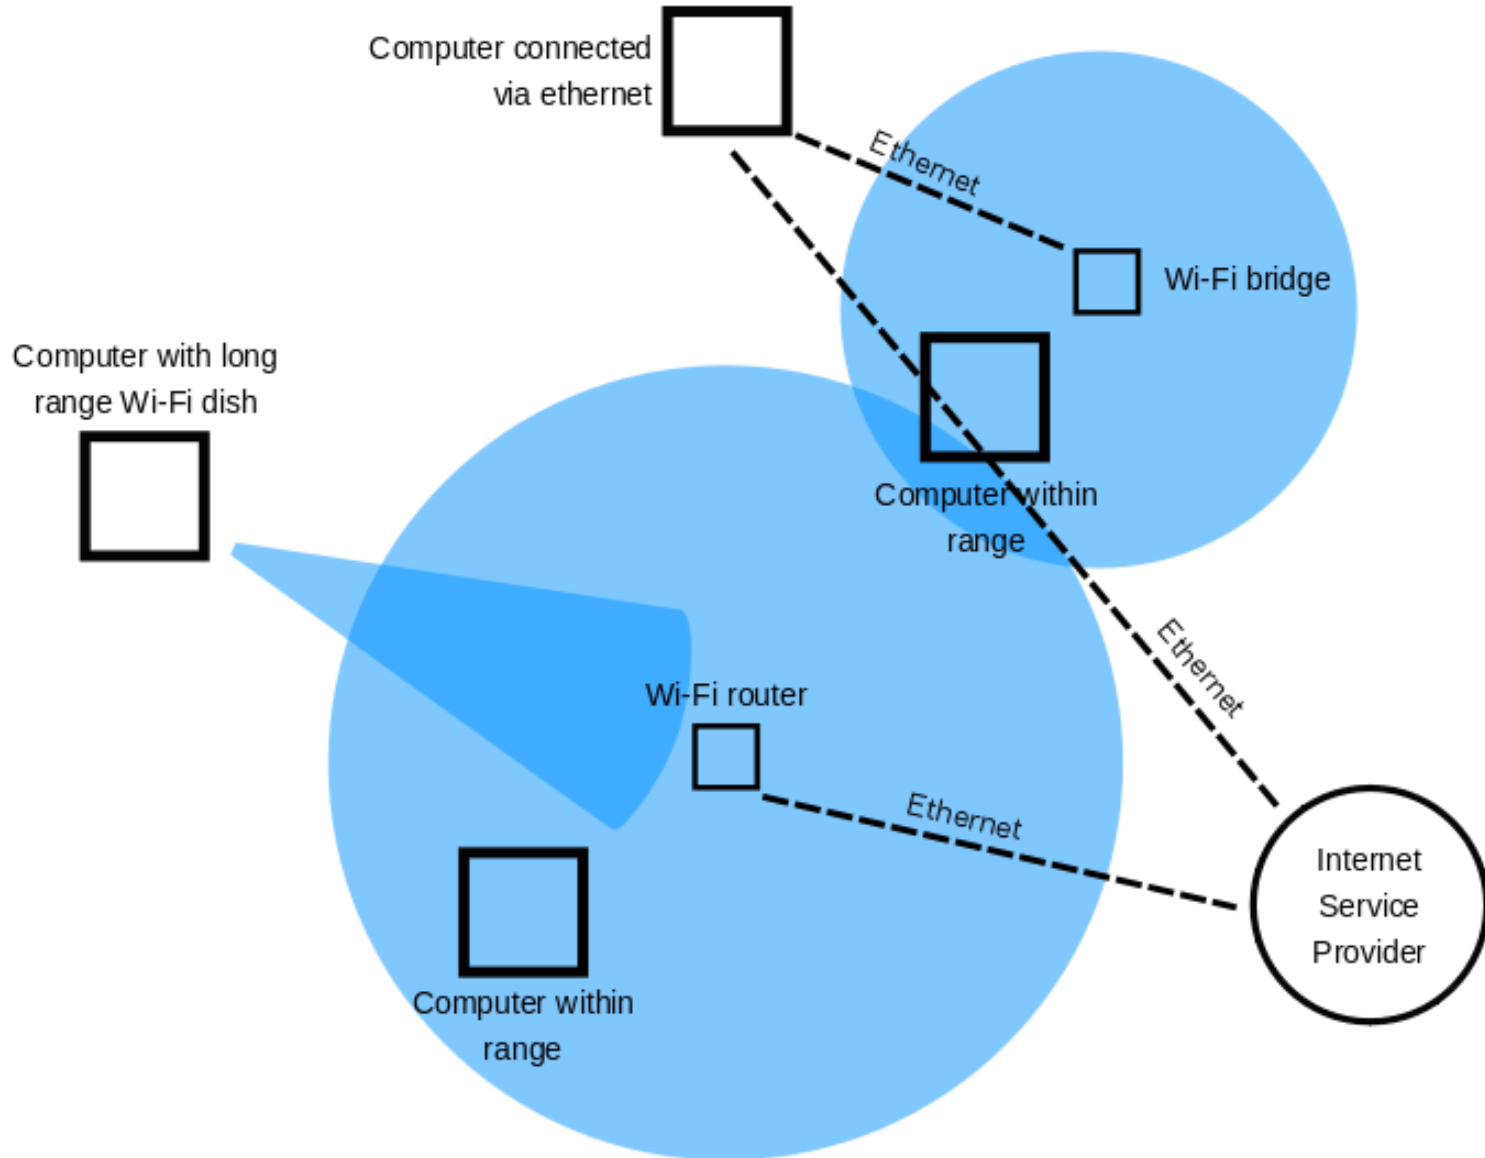 Computer connected
via ethernet
Ethernet
Wi-Fi bridge
Computer with long
range Wi-Fi dish
Computer within
range
Ethernet
Wi-Fi router
Ethernet
Internet
Service
Provider
Computer within
range